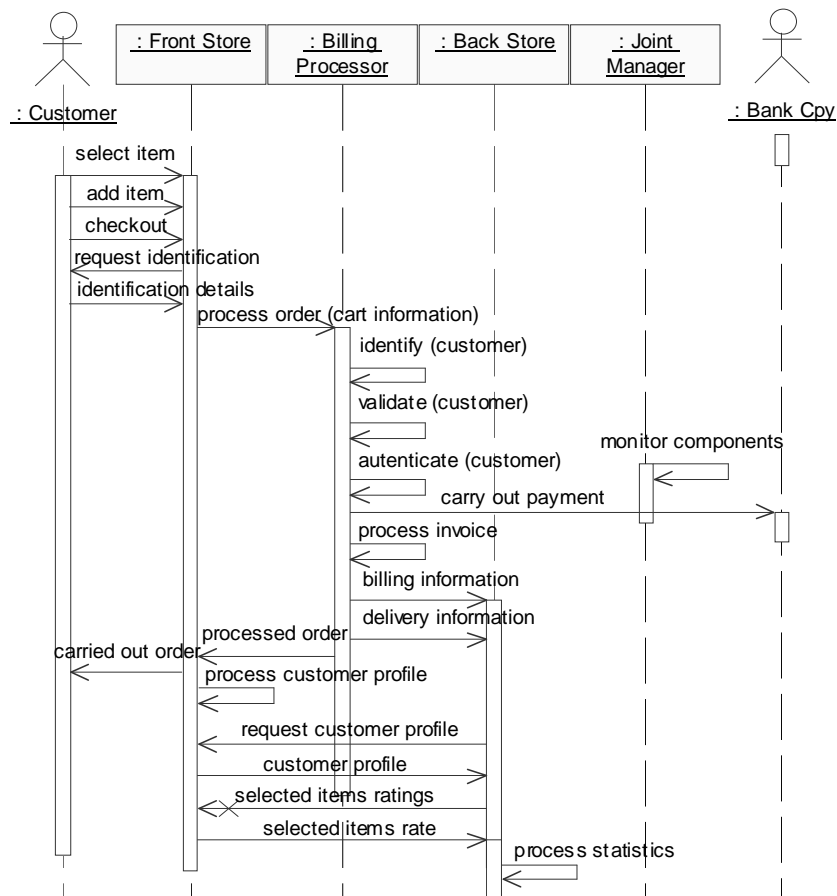 : Front Store
: Billing
Processor
: Back Store
: Joint
Manager
: Customer
: Bank Cpy
select item
add item
checkout
request identification
identification details
process order (cart information)
identify (customer)
validate (customer)
monitor components
autenticate (customer)
carry out payment
process invoice
billing information
delivery information
processed order
carried out order
process customer profile
request customer profile
customer profile
selected items ratings
selected items rate
process statistics